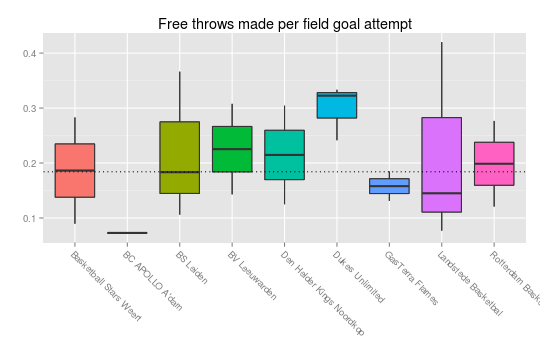 Free throws made per field goal attempt
0.4
0.3
0.2
0.1
Basketball Stars Weert
BC APOLLO A'dam
BS Leiden
BV Leeuwarden
Den Helder Kings Noordkop
Dukes Unlimited
GasTerra Flames
Landstede Basketbal
Rotterdam Baske